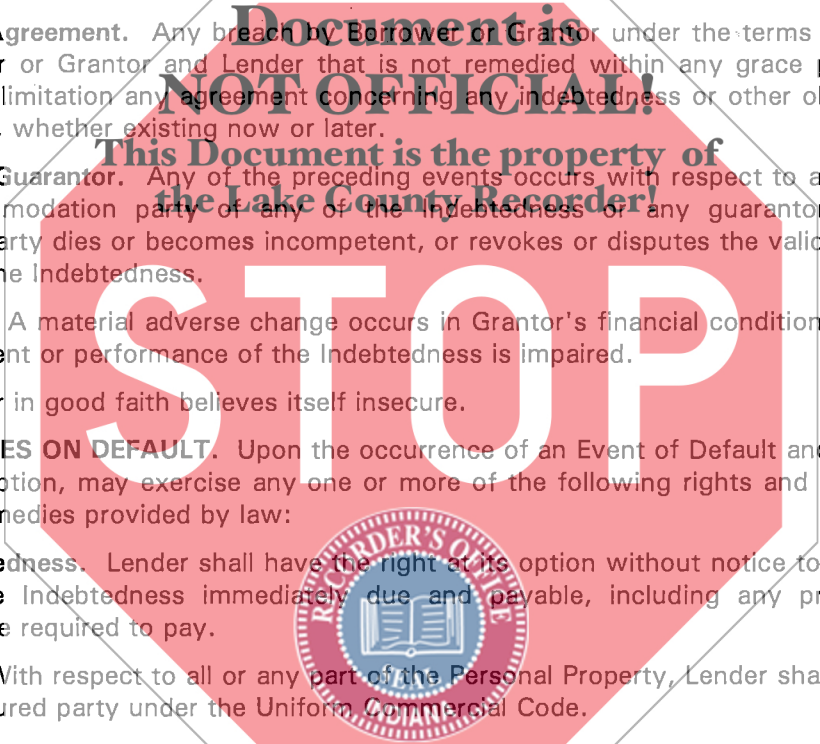 Document is
NOT OFFICIAL!
This Document is the property of
the Lake County Recorder!
STOP
RECORDER'S OFFICE
SEAL
INDIANA
greement. Any breach by Borrower or Grantor under the terms
r or Grantor and Lender that is not remedied within any grace p
limitation any agreement concerning any indebtedness or other ol
, whether existing now or later.
Guarantor. Any of the preceding events occurs with respect to a
modation party of any of the Indebtedness or any guaranto
arty dies or becomes incompetent, or revokes or disputes the valid
he Indebtedness.
A material adverse change occurs in Grantor's financial condition
ent or performance of the Indebtedness is impaired.
r in good faith believes itself insecure.
ES ON DEFAULT. Upon the occurrence of an Event of Default and
ption, may exercise any one or more of the following rights and
medies provided by law:
edness. Lender shall have the right at its option without notice to
e Indebtedness immediately due and payable, including any pr
e required to pay.
With respect to all or any part of the Personal Property, Lender sha
ured party under the Uniform Commercial Code.